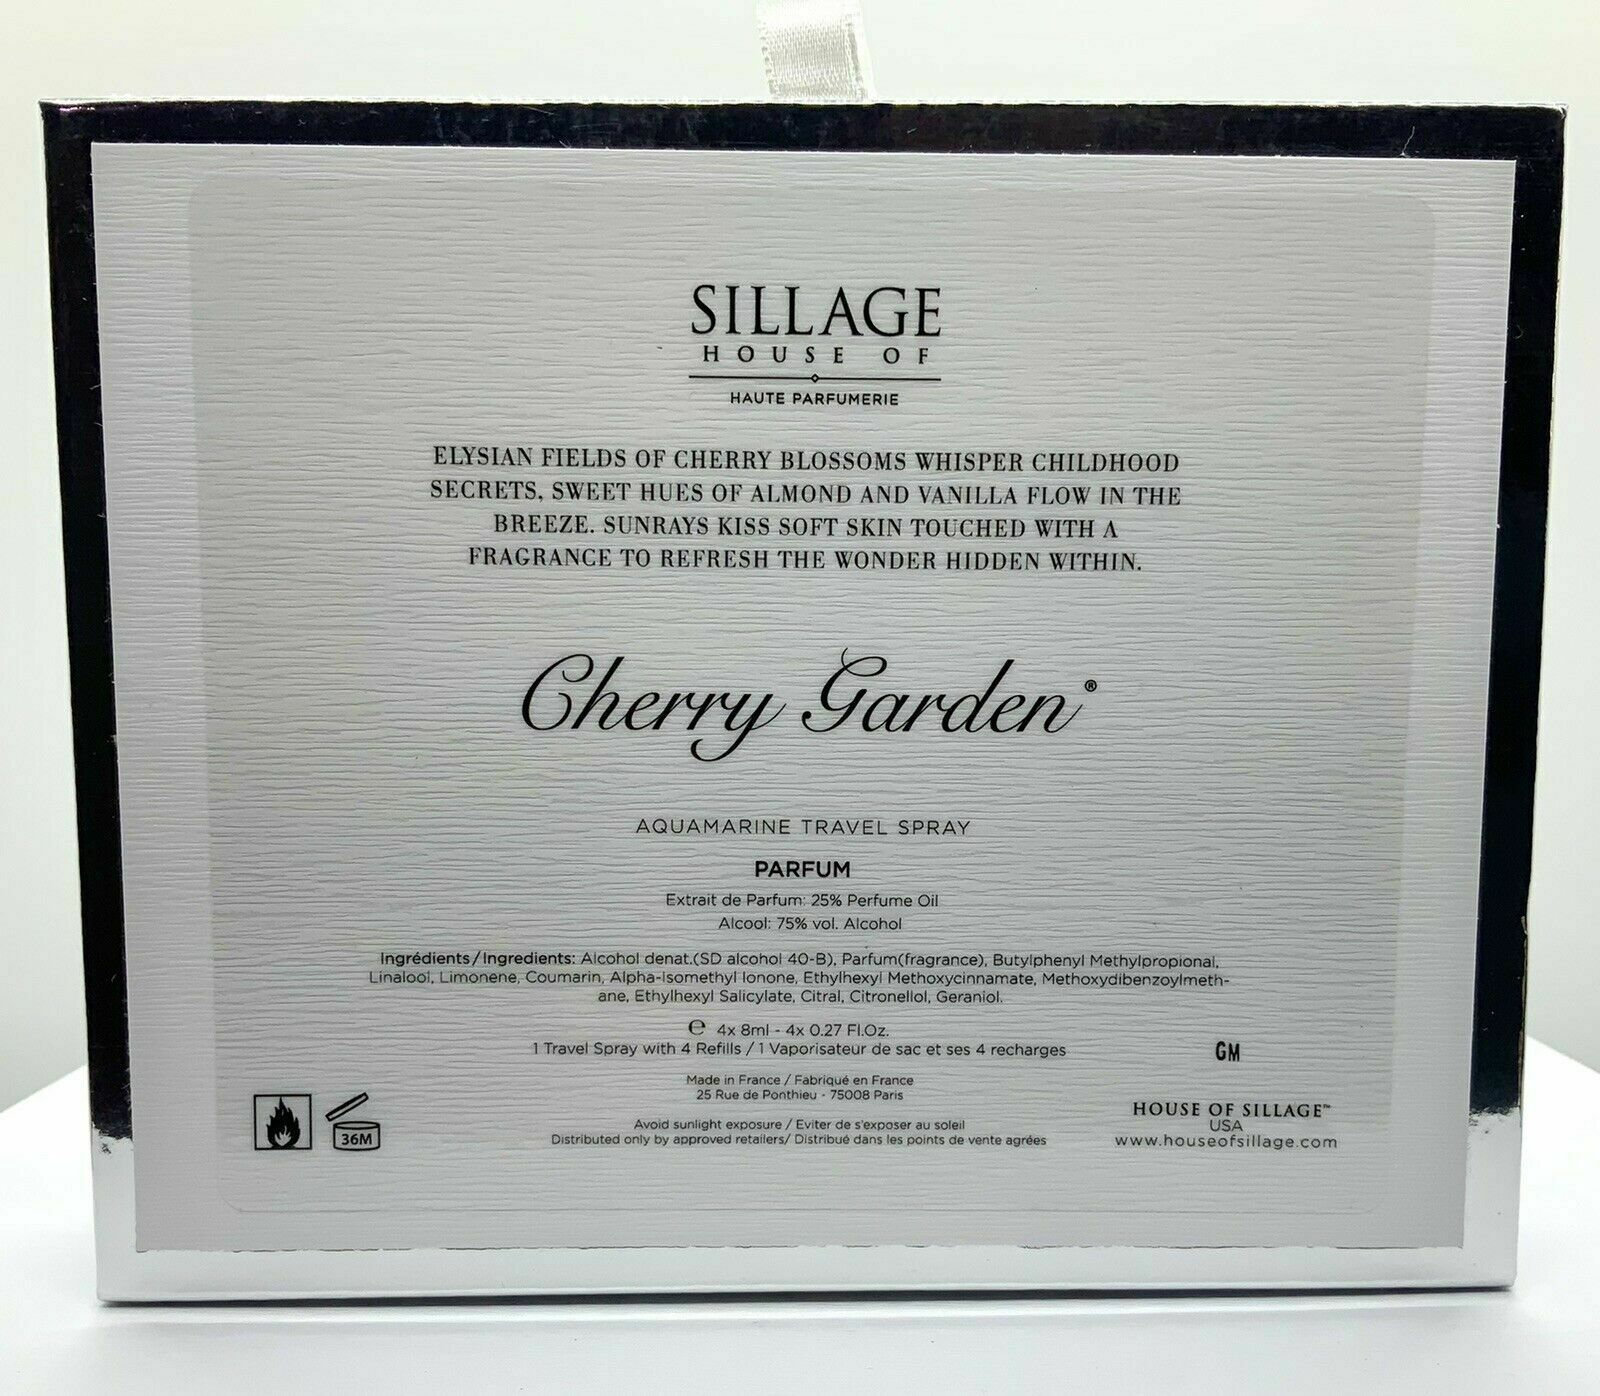 SILLAGE
HOUSE OF
HAUTE PARFUMERIE
ELYSIAN FIELDS OF CHERRY BLOSSOMS WHISPER CHILDHOOD
SECRETS, SWEET HUES OF ALMOND AND VANILLA FLOW IN THE
BREEZE. SUNRAYS KISS SOFT SKIN TOUCHED WITH A
FRAGRANCE TO REFRESH THE WONDER HIDDEN WITHIN.
Cherry Garden®
AQUAMARINE TRAVEL SPRAY
PARFUM
Extrait de Parfum: 25% Perfume Oil
Alcool: 75% vol. Alcohol
Ingrédients/Ingredients: Alcohol denat.(SD alcohol 40-B), Parfum(fragrance), Butylphenyl Methylpropional,
Linalool, Limonene, Coumarin, Alpha-Isomethyl Ionone, Ethylhexyl Methoxycinnamate, Methoxydibenzoylmeth-
ane, Ethylhexyl Salicylate, Citral, Citronellol, Geraniol.
℮ 4x 8ml - 4x 0.27 Fl.Oz.
1 Travel Spray with 4 Refills / 1 Vaporisateur de sac et ses 4 recharges
GM
Made in France / Fabriqué en France
25 Rue de Ponthieu - 75008 Paris
Avoid sunlight exposure / Eviter de s'exposer au soleil
Distributed only by approved retailers/ Distribué dans les points de vente agrées
36M
HOUSE OF SILLAGE™
USA
www.houseofsillage.com